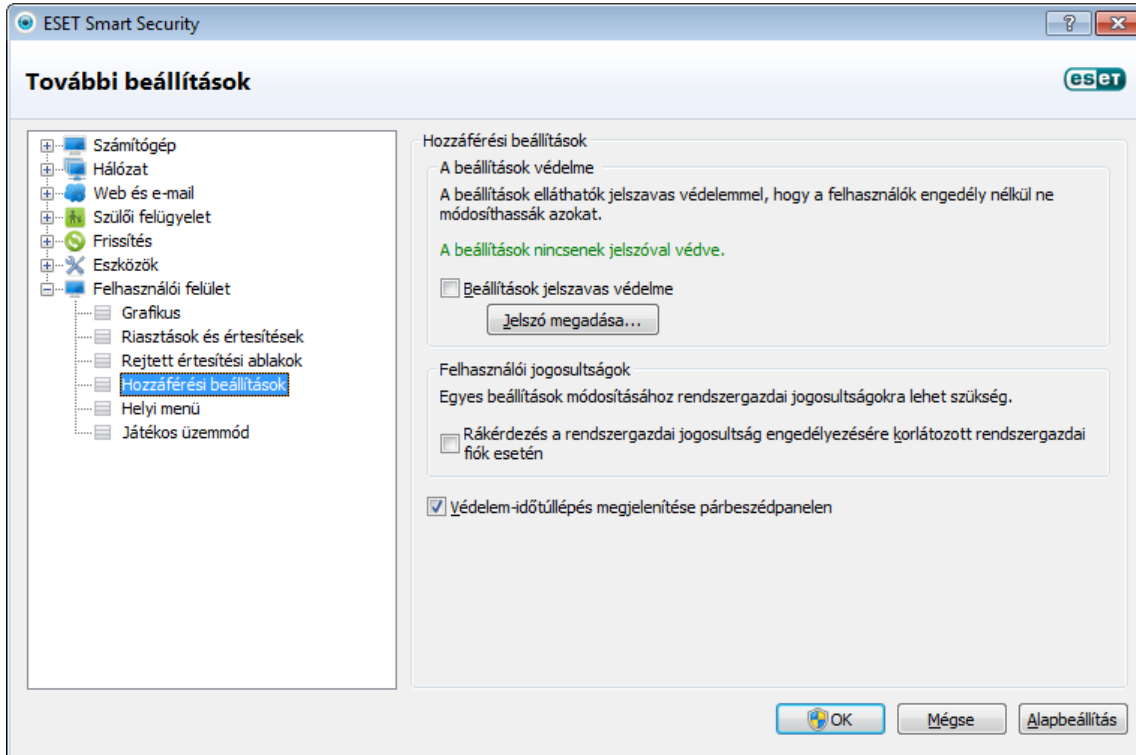 ESET Smart Security
További beállítások
eset
Számítógép
Hálózat
Web és e-mail
Szülői felügyelet
Frissítés
Eszközök
Felhasználói felület
Grafikus
Riasztások és értesítések
Rejtett értesítési ablakok
Hozzáférési beállítások
Helyi menü
Játékos üzemmód
Hozzáférési beállítások
A beállítások védelme
A beállítások elláthatók jelszavas védelemmel, hogy a felhasználók engedély nélkül ne
módosíthassák azokat.
A beállítások nincsenek jelszóval védve.
Beállítások jelszavas védelme
Jelszó megadása...
Felhasználói jogosultságok
Egyes beállítások módosításához rendszergazdai jogosultságokra lehet szükség.
Rákérdezés a rendszergazdai jogosultság engedélyezésére korlátozott rendszergazdai
fiók esetén
Védelem-időtúllépés megjelenítése párbeszédpanelen
OK
Mégse
Alapbeállítás